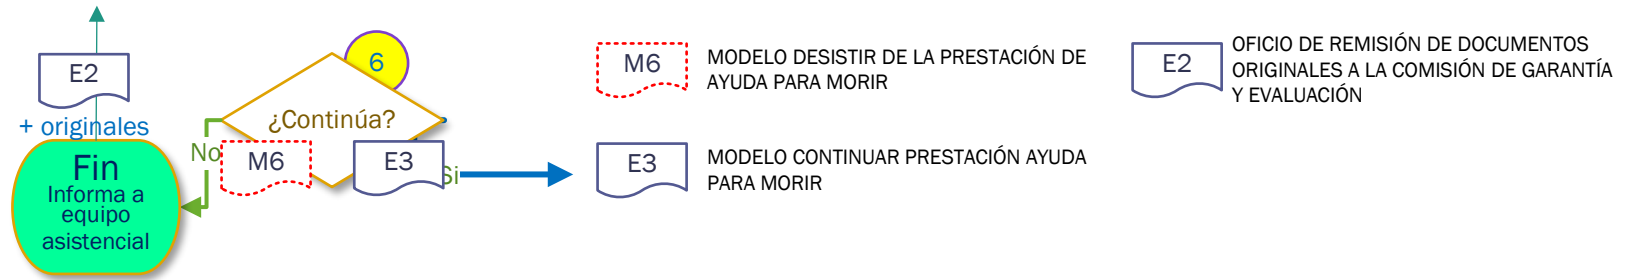 E2
+ originales
Fin
Informa a
equipo
asistencial
6
¿Continúa?
No
M6
E3
Si
M6
MODELO DESISTIR DE LA PRESTACIÓN DE
AYUDA PARA MORIR
E3
MODELO CONTINUAR PRESTACIÓN AYUDA
PARA MORIR
E2
OFICIO DE REMISIÓN DE DOCUMENTOS
ORIGINALES A LA COMISIÓN DE GARANTÍA
Y EVALUACIÓN